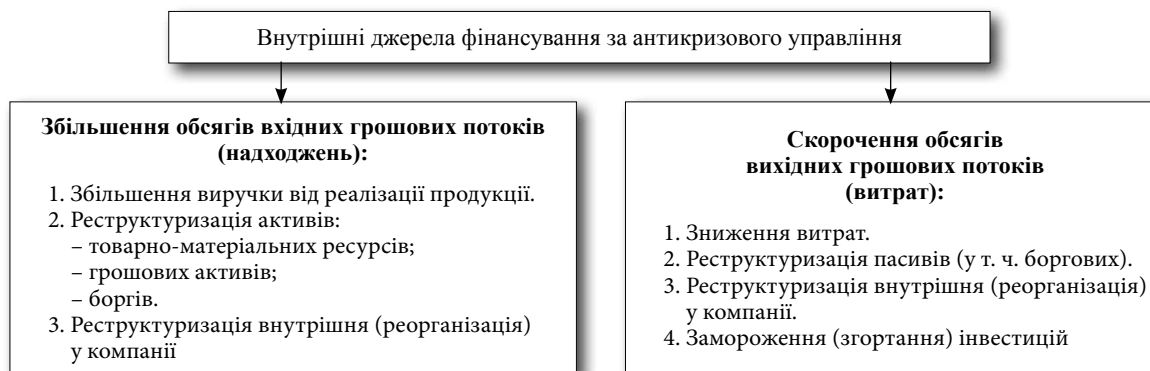 Внутрішні джерела фінансування за антикризового управління
Збільшення обсягів вхідних грошових потоків
(надходжень):
1. Збільшення виручки від реалізації продукції.
2. Реструктуризація активів:
– товарно-матеріальних ресурсів;
– грошових активів;
– боргів.
3. Реструктуризація внутрішня (реорганізація)
у компанії
Скорочення обсягів
вихідних грошових потоків
(витрат):
1. Зниження витрат.
2. Реструктуризація пасивів (у т. ч. боргових).
3. Реструктуризація внутрішня (реорганізація)
у компанії.
4. Замороження (згортання) інвестицій